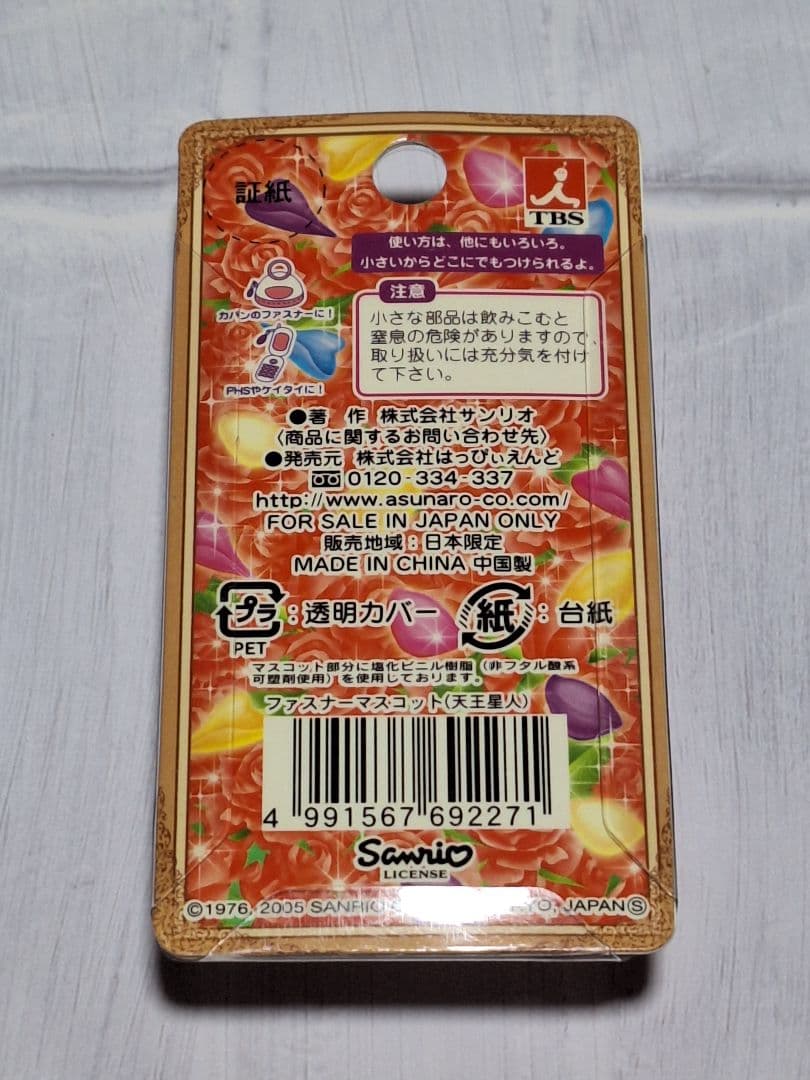 証紙
TBS
使い方は、他にもいろいろ。
小さいからどこにでもつけられるよ。
カバンのファスナーに！
PHSやケイタイに！
注意
小さな部品は飲みこむと
窒息の危険がありますので、
取り扱いには充分気を付け
て下さい。
●著 作 株式会社サンリオ
〈商品に関するお問い合わせ先〉
●発売元 株式会社はっぴぃえんど
0120-334-337
http://www.asunaro-co.com/
FOR SALE IN JAPAN ONLY
販売地域：日本限定
MADE IN CHINA 中国製
プラ：透明カバー
PET
紙：台紙
マスコット部分に塩化ビニル樹脂（非フタル酸系
可塑剤使用）を使用しております。
ファスナーマスコット(天王星人)
4 991567 692271
Sanrio
LICENSE
©1976, 2005 SANRIO JAPAN Ⓢ